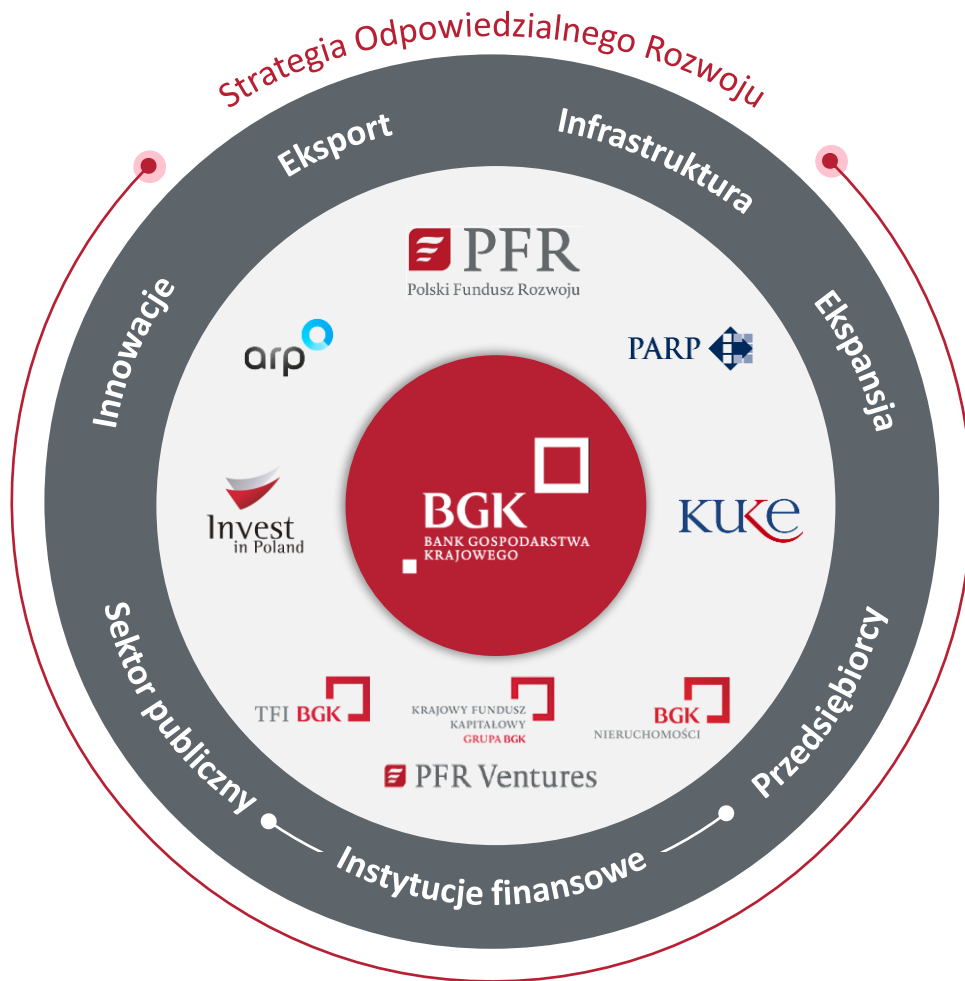 Strategia Odpowiedzialnego Rozwoju
Eksport
Infrastruktura
Innowacje
Ekspansja
PFR
Polski Fundusz Rozwoju
arp
PARP
BGK
BANK GOSPODARSTWA
KRAJOWEGO
Invest
in Poland
KUKE
Sektor publiczny
Przedsiębiorcy
TFI BGK
KRAJOWY FUNDUSZ
KAPITAŁOWY
GRUPA BGK
BGK
NIERUCHOMOŚCI
PFR Ventures
Instytucje finansowe